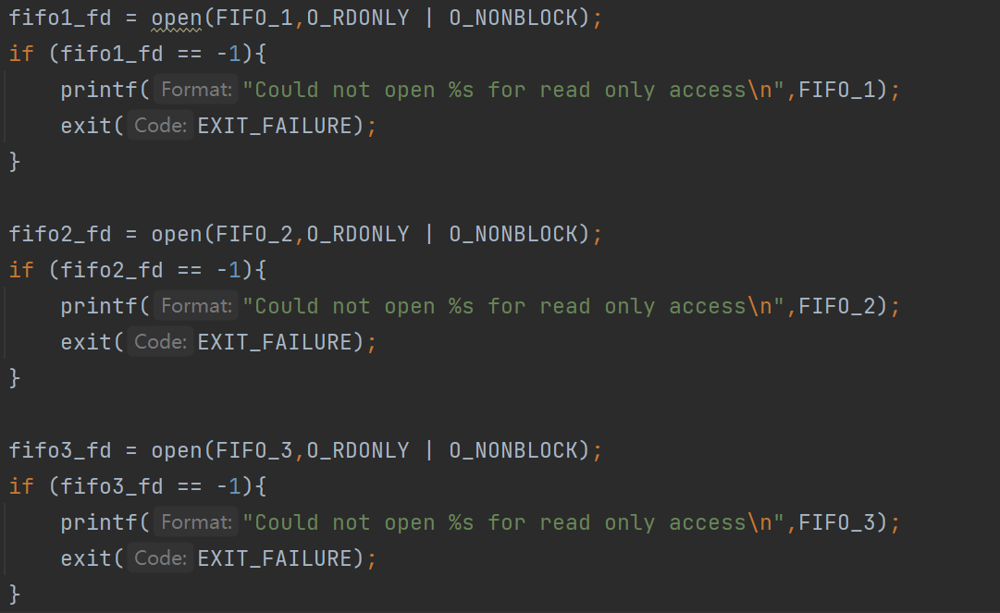 fifo1_fd = open(FIFO_1,O_RDONLY | O_NONBLOCK);
if (fifo1_fd == -1){
    printf( Format: "Could not open %s for read only access\n",FIFO_1);
    exit( Code: EXIT_FAILURE);
}

fifo2_fd = open(FIFO_2,O_RDONLY | O_NONBLOCK);
if (fifo2_fd == -1){
    printf( Format: "Could not open %s for read only access\n",FIFO_2);
    exit( Code: EXIT_FAILURE);
}

fifo3_fd = open(FIFO_3,O_RDONLY | O_NONBLOCK);
if (fifo3_fd == -1){
    printf( Format: "Could not open %s for read only access\n",FIFO_3);
    exit( Code: EXIT_FAILURE);
}